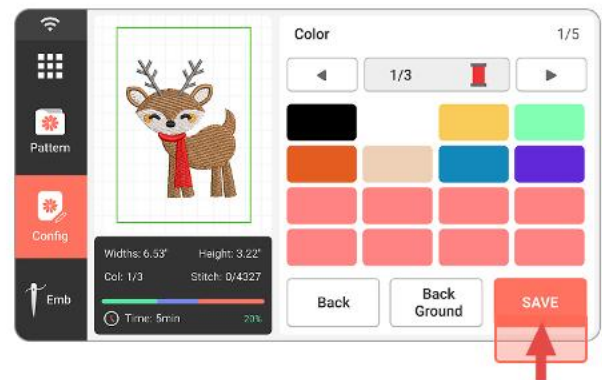 Color
1/5
1/3
Pattern
Config
Emb
Widths: 6.53" Height: 3.22"
Col: 1/3 Stitch: 0/4327
Time: 5min 20%
Back
Back
Ground
SAVE